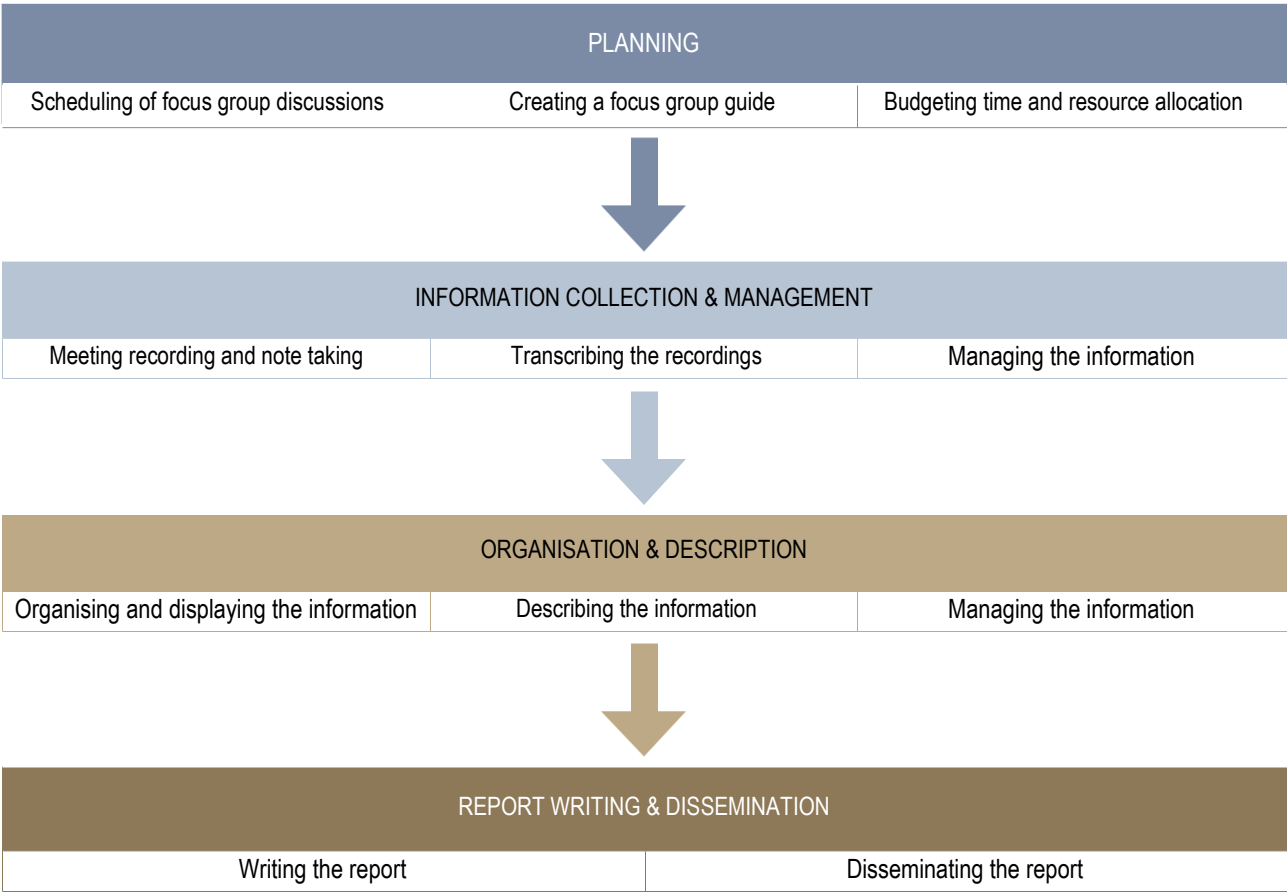 PLANNING
Scheduling of focus group discussions
Creating a focus group guide
Budgeting time and resource allocation
INFORMATION COLLECTION & MANAGEMENT
Meeting recording and note taking
Transcribing the recordings
Managing the information
ORGANISATION & DESCRIPTION
Organising and displaying the information
Describing the information
Managing the information
REPORT WRITING & DISSEMINATION
Writing the report
Disseminating the report